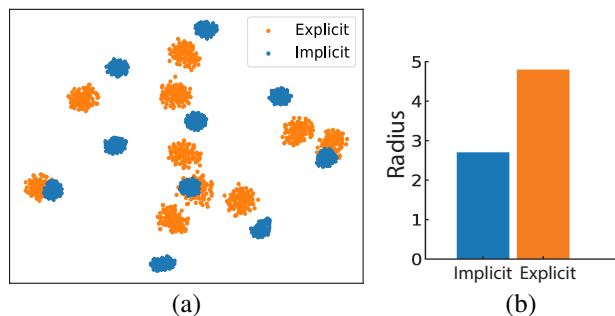 Explicit
Implicit
(a)
Radius
5
4
3
2
1
0
Implicit Explicit
(b)